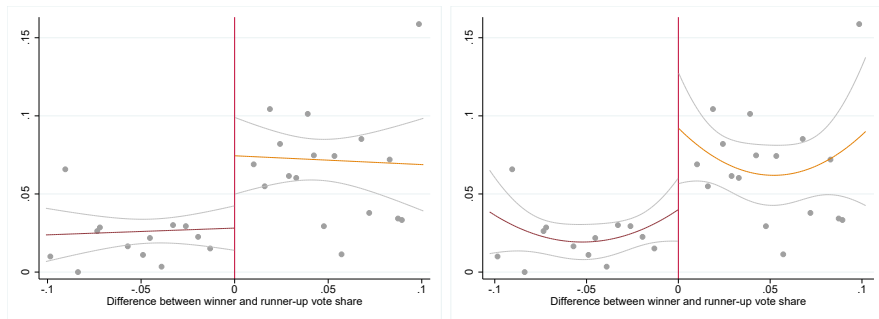 .15
.1
.05
0
-.1 -.05 0 .05 .1
Difference between winner and runner-up vote share
.15
.1
.05
0
-.1 -.05 0 .05 .1
Difference between winner and runner-up vote share